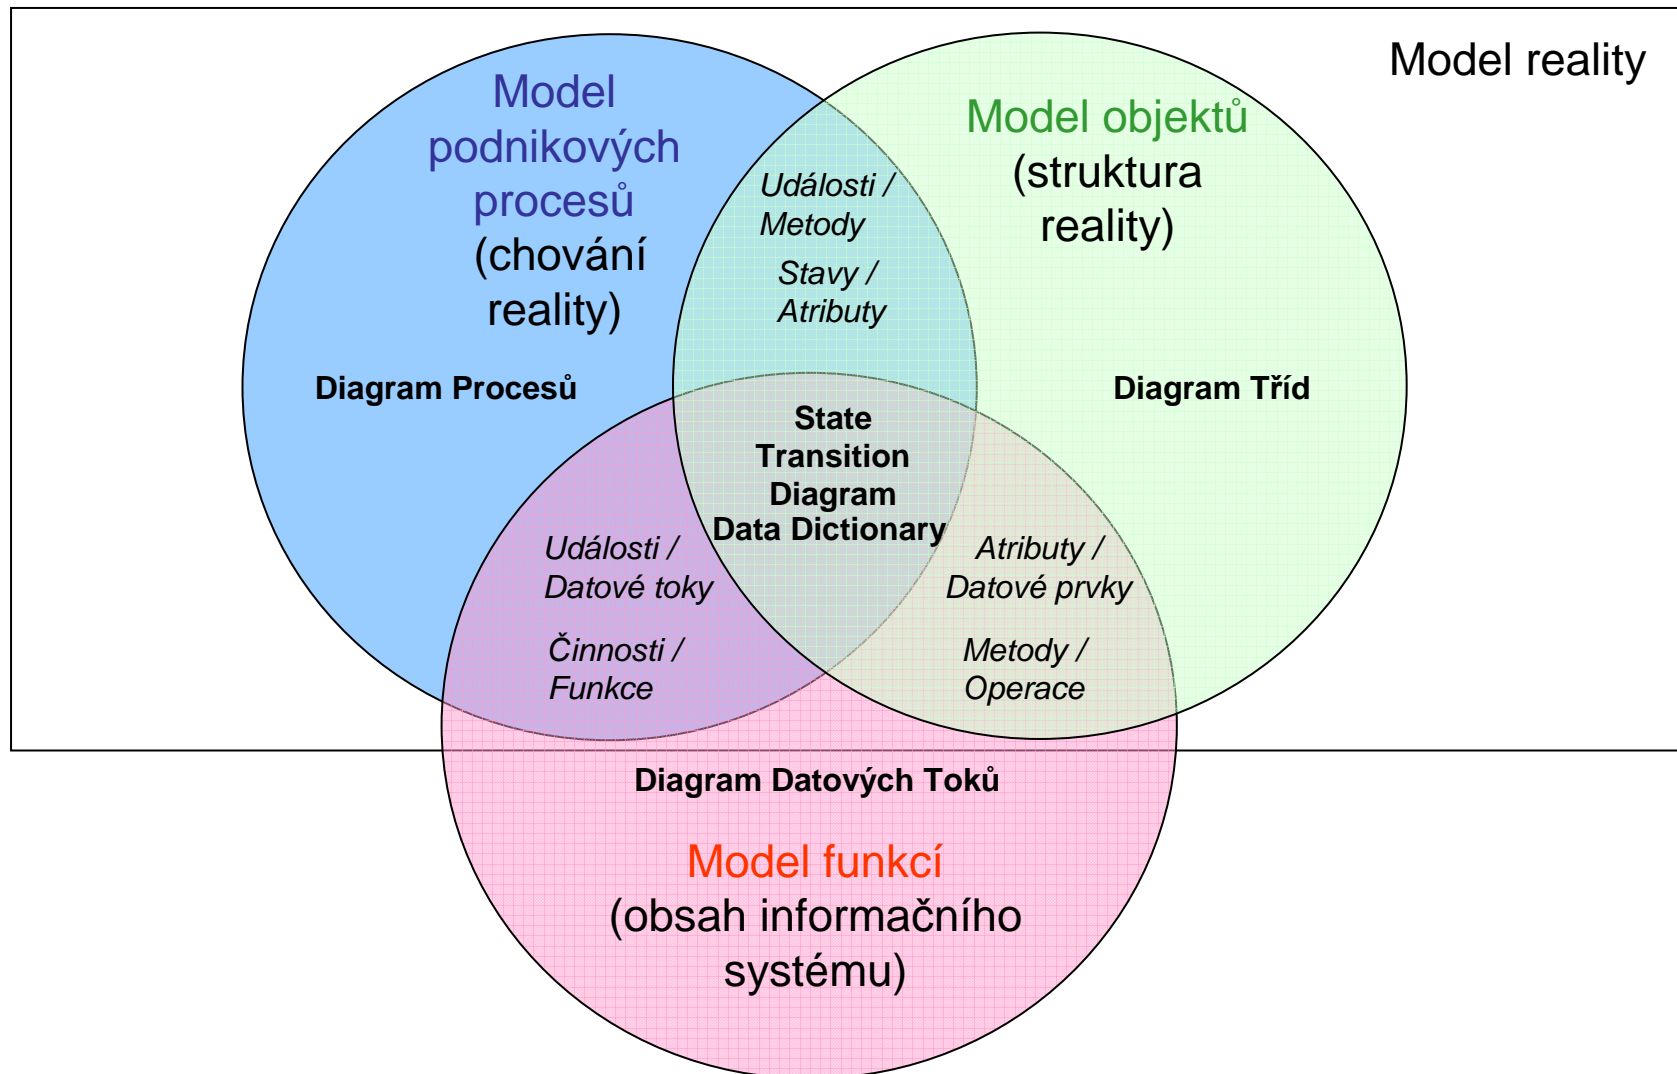 Model reality
Model
podnikových
procesů
(chování
reality)
Diagram Procesů
Model objektů
(struktura
reality)
Diagram Tříd
Události /
Metody
Stavy /
Atributy
State
Transition
Diagram
Data Dictionary
Události /
Datové toky
Činnosti /
Funkce
Atributy /
Datové prvky
Metody /
Operace
Diagram Datových Toků
Model funkcí
(obsah informačního
systému)